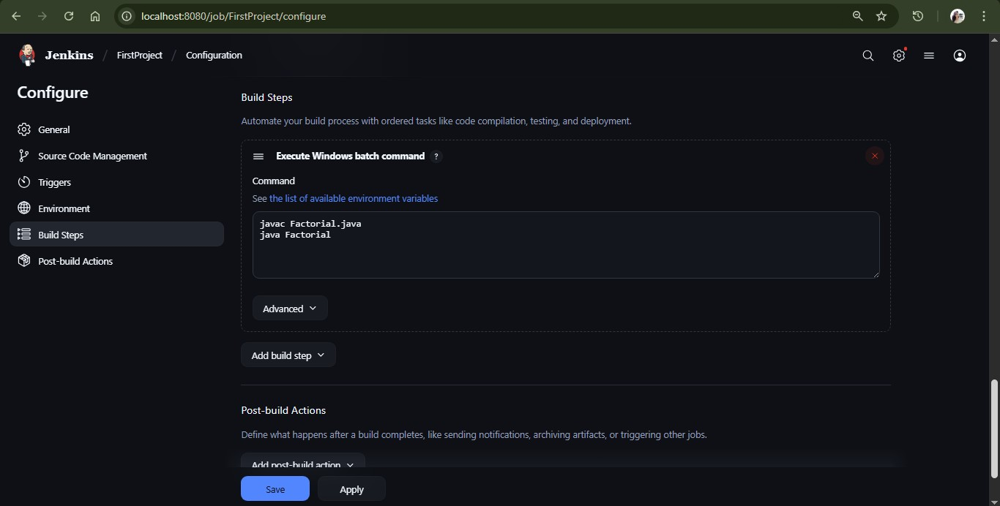 localhost:8080/job/FirstProject/configure
Jenkins / FirstProject / Configuration
Configure
General
Source Code Management
Triggers
Environment
Build Steps
Post-build Actions
Build Steps
Automate your build process with ordered tasks like code compilation, testing, and deployment.
Execute Windows batch command ?
Command
See the list of available environment variables
javac Factorial.java
java Factorial
Advanced
Add build step
Post-build Actions
Define what happens after a build completes, like sending notifications, archiving artifacts, or triggering other jobs.
Add post-build action
Save
Apply